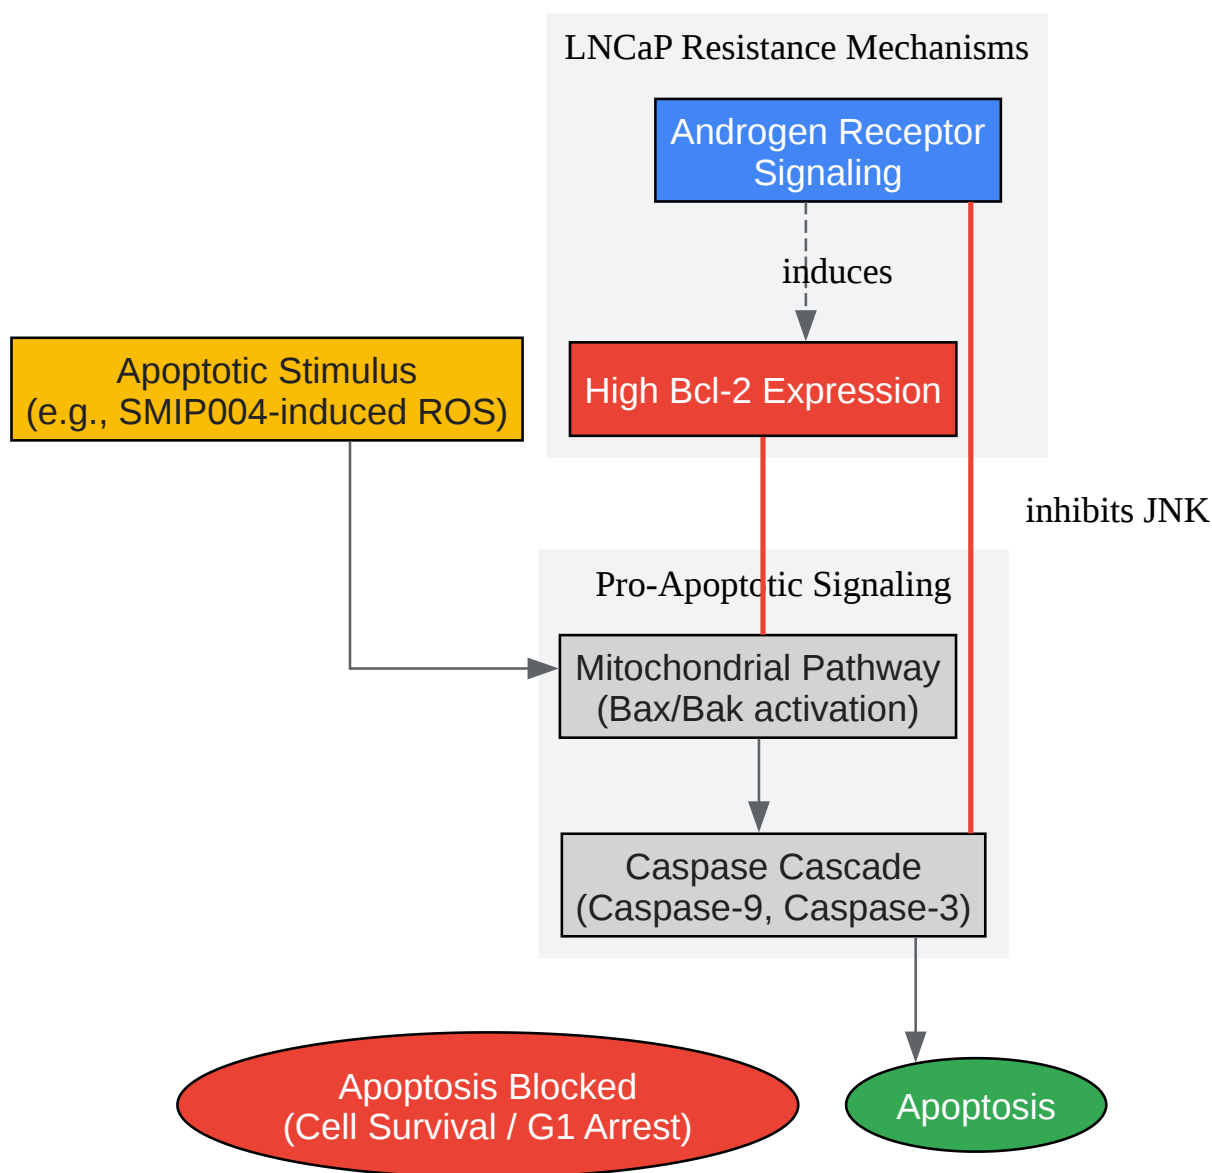 LNCaP Resistance Mechanisms
Androgen Receptor
Signaling
induces
High Bcl-2 Expression
Apoptotic Stimulus
(e.g., SMIP004-induced ROS)
inhibits JNK
Pro-Apoptotic Signaling
Mitochondrial Pathway
(Bax/Bak activation)
Caspase Cascade
(Caspase-9, Caspase-3)
Apoptosis Blocked
(Cell Survival / G1 Arrest)
Apoptosis